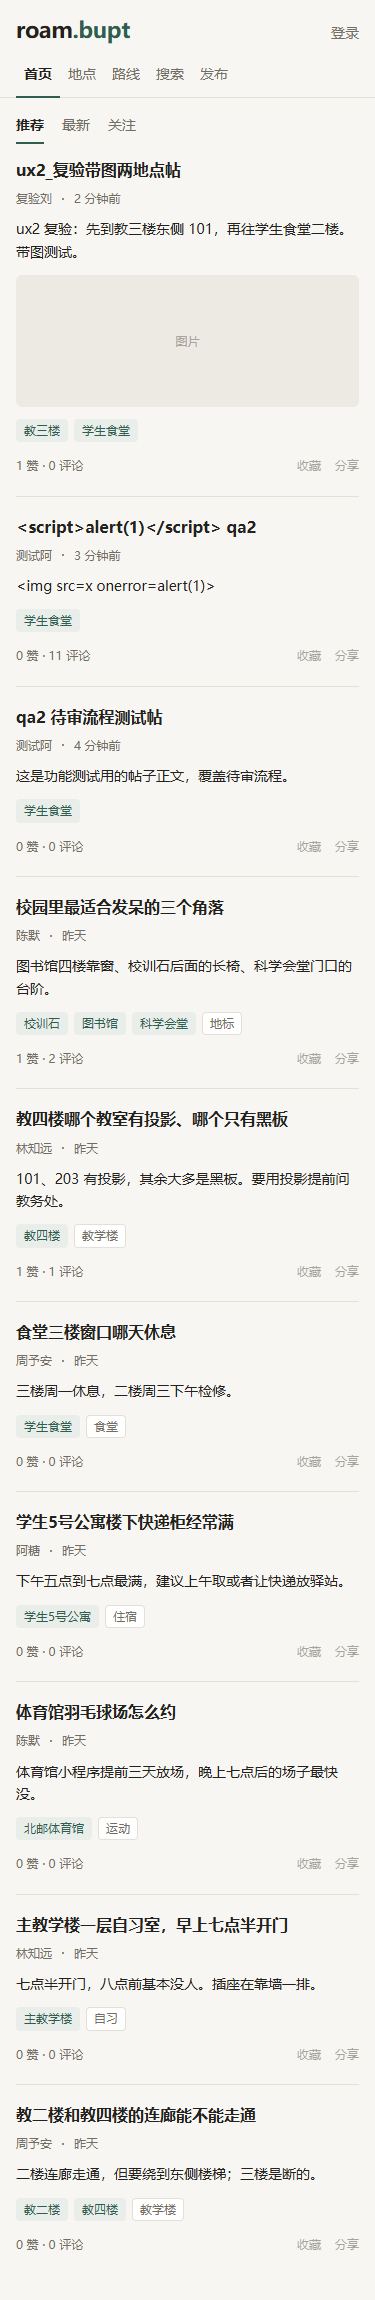 roam.bupt
登录
首页 地点 路线 搜索 发布
推荐 最新 关注
ux2_复验带图两地点帖
复验刘 · 2 分钟前
ux2 复验：先到教三楼东侧 101，再往学生食堂二楼。
带图测试。
图片
教三楼 学生食堂
1 赞 · 0 评论 收藏 分享
<script>alert(1)</script> qa2
测试阿 · 3 分钟前
<img src=x onerror=alert(1)>
学生食堂
0 赞 · 11 评论 收藏 分享
qa2 待审流程测试帖
测试阿 · 4 分钟前
这是功能测试用的帖子正文，覆盖待审流程。
学生食堂
0 赞 · 0 评论 收藏 分享
校园里最适合发呆的三个角落
陈默 · 昨天
图书馆四楼靠窗、校训石后面的长椅、科学会堂门口的
台阶。
校训石 图书馆 科学会堂 地标
1 赞 · 2 评论 收藏 分享
教四楼哪个教室有投影、哪个只有黑板
林知远 · 昨天
101、203 有投影，其余大多是黑板。要用投影提前问
教务处。
教四楼 教学楼
1 赞 · 1 评论 收藏 分享
食堂三楼窗口哪天休息
周予安 · 昨天
三楼周一休息，二楼周三下午检修。
学生食堂 食堂
0 赞 · 0 评论 收藏 分享
学生5号公寓楼下快递柜经常满
阿糖 · 昨天
下午五点到七点最满，建议上午取或者让快递放驿站。
学生5号公寓 住宿
0 赞 · 0 评论 收藏 分享
体育馆羽毛球场怎么约
陈默 · 昨天
体育馆小程序提前三天放场，晚上七点后的场子最快
没。
北邮体育馆 运动
0 赞 · 0 评论 收藏 分享
主教学楼一层自习室，早上七点半开门
林知远 · 昨天
七点半开门，八点前基本没人。插座在靠墙一排。
主教学楼 自习
0 赞 · 0 评论 收藏 分享
教二楼和教四楼的连廊能不能走通
周予安 · 昨天
二楼连廊走通，但要绕到东侧楼梯；三楼是断的。
教二楼 教四楼 教学楼
0 赞 · 0 评论 收藏 分享